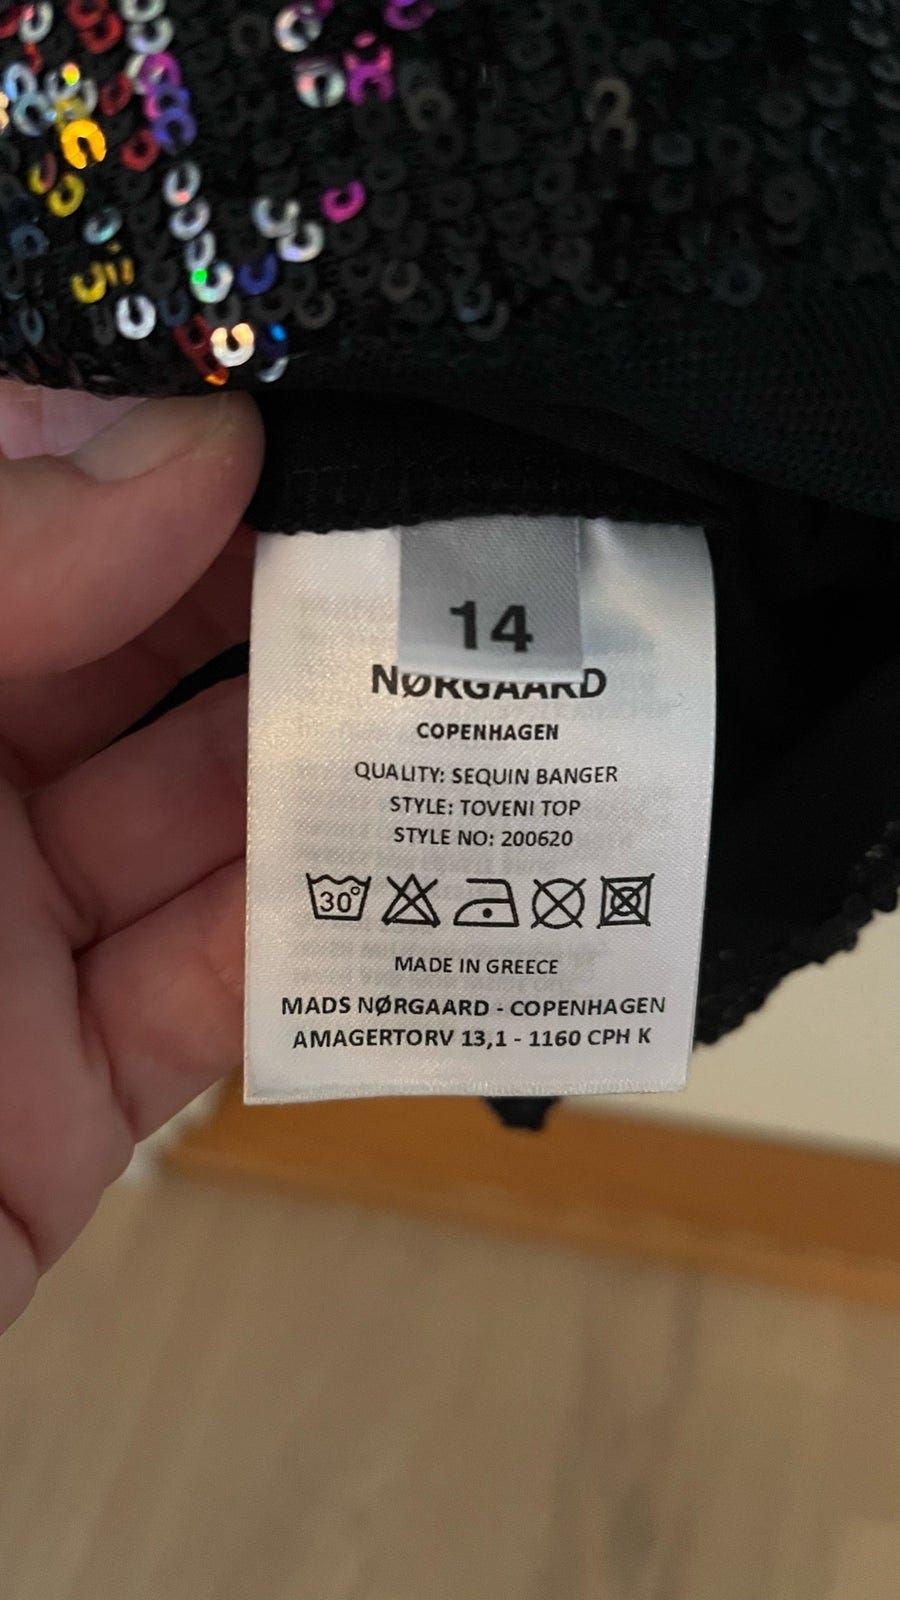 14
NØRGAARD
COPENHAGEN
QUALITY: SEQUIN BANGER
STYLE: TOVENI TOP
STYLE NO: 200620
30°
MADE IN GREECE
MADS NØRGAARD - COPENHAGEN
AMAGERTORV 13,1 - 1160 CPH K